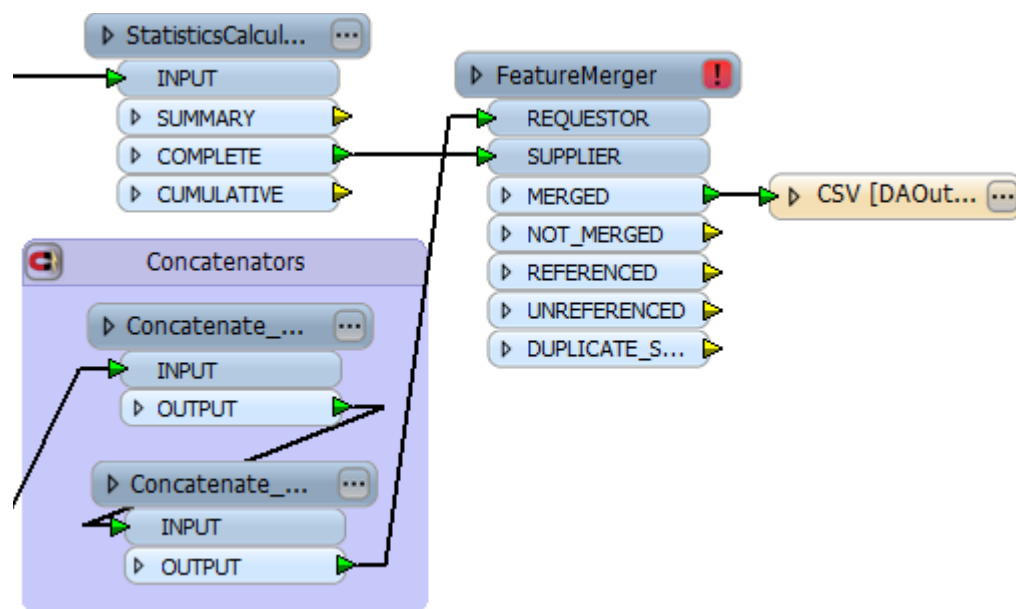 StatisticsCalcul...
INPUT
SUMMARY
COMPLETE
CUMULATIVE
FeatureMerger
REQUESTOR
SUPPLIER
MERGED
NOT_MERGED
REFERENCED
UNREFERENCED
DUPLICATE_S...
CSV [DAOut...
Concatenators
Concatenate_...
INPUT
OUTPUT
Concatenate_...
INPUT
OUTPUT